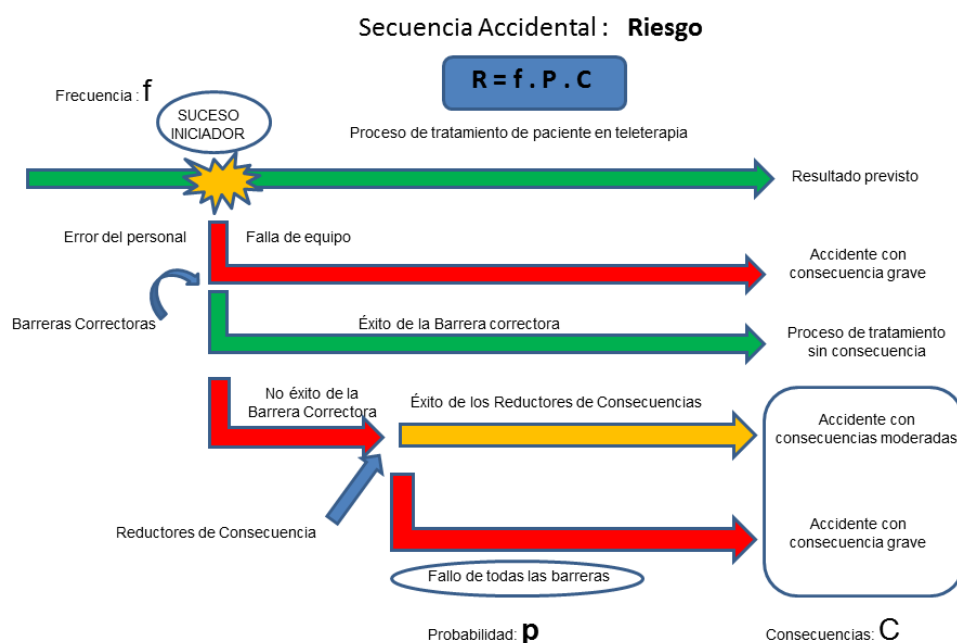 Secuencia Accidental : Riesgo
R = f . P . C
Frecuencia : f
SUCESO
INICIADOR
Proceso de tratamiento de paciente en teleterapia
Resultado previsto
Error del personal
Falla de equipo
Accidente con
consecuencia grave
Barreras Correctoras
Éxito de la Barrera correctora
Proceso de tratamiento
sin consecuencia
No éxito de la
Barrera Correctora
Éxito de los Reductores de Consecuencias
Accidente con
consecuencias moderadas
Reductores de Consecuencia
Accidente con
consecuencia grave
Fallo de todas las barreras
Probabilidad: p
Consecuencias: C